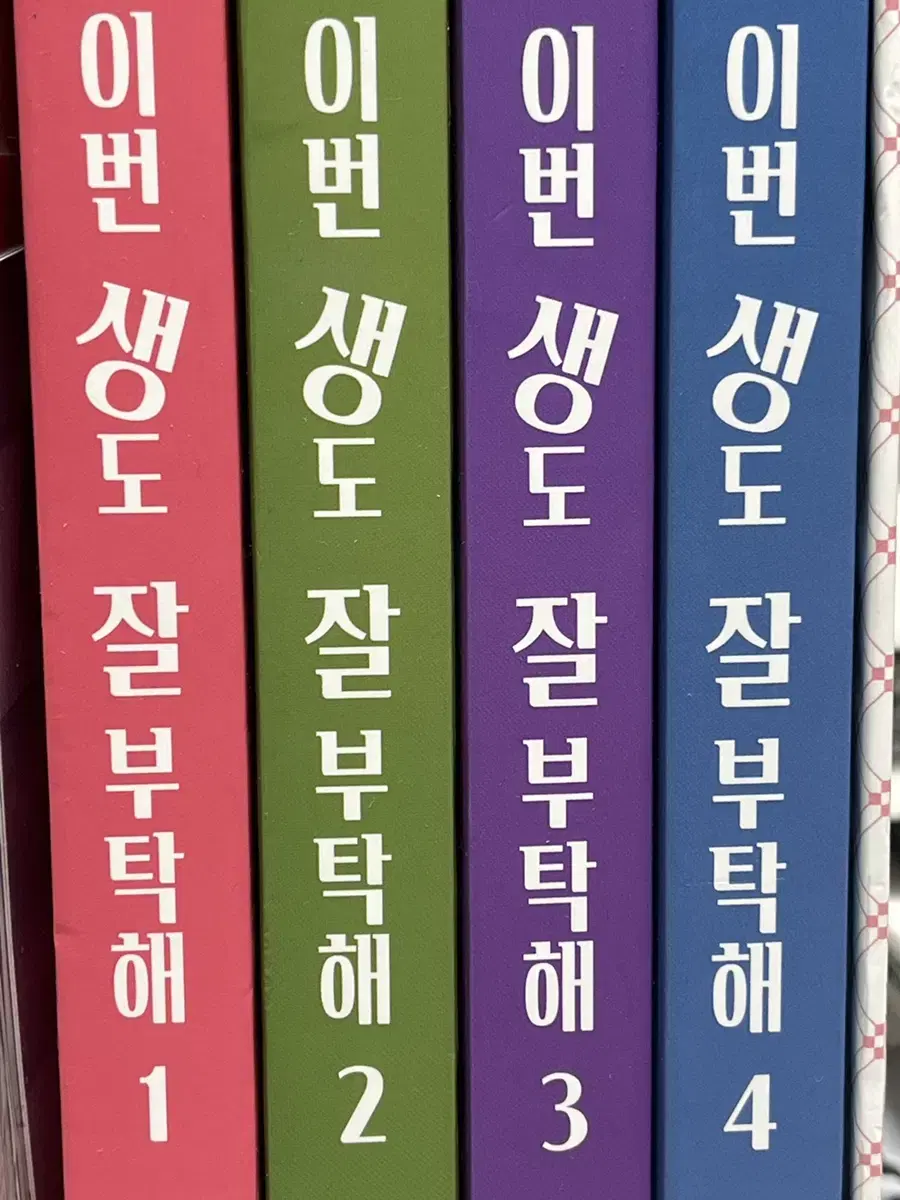 이번 생도 잘 부탁해 1
이번 생도 잘 부탁해 2
이번 생도 잘 부탁해 3
이번 생도 잘 부탁해 4